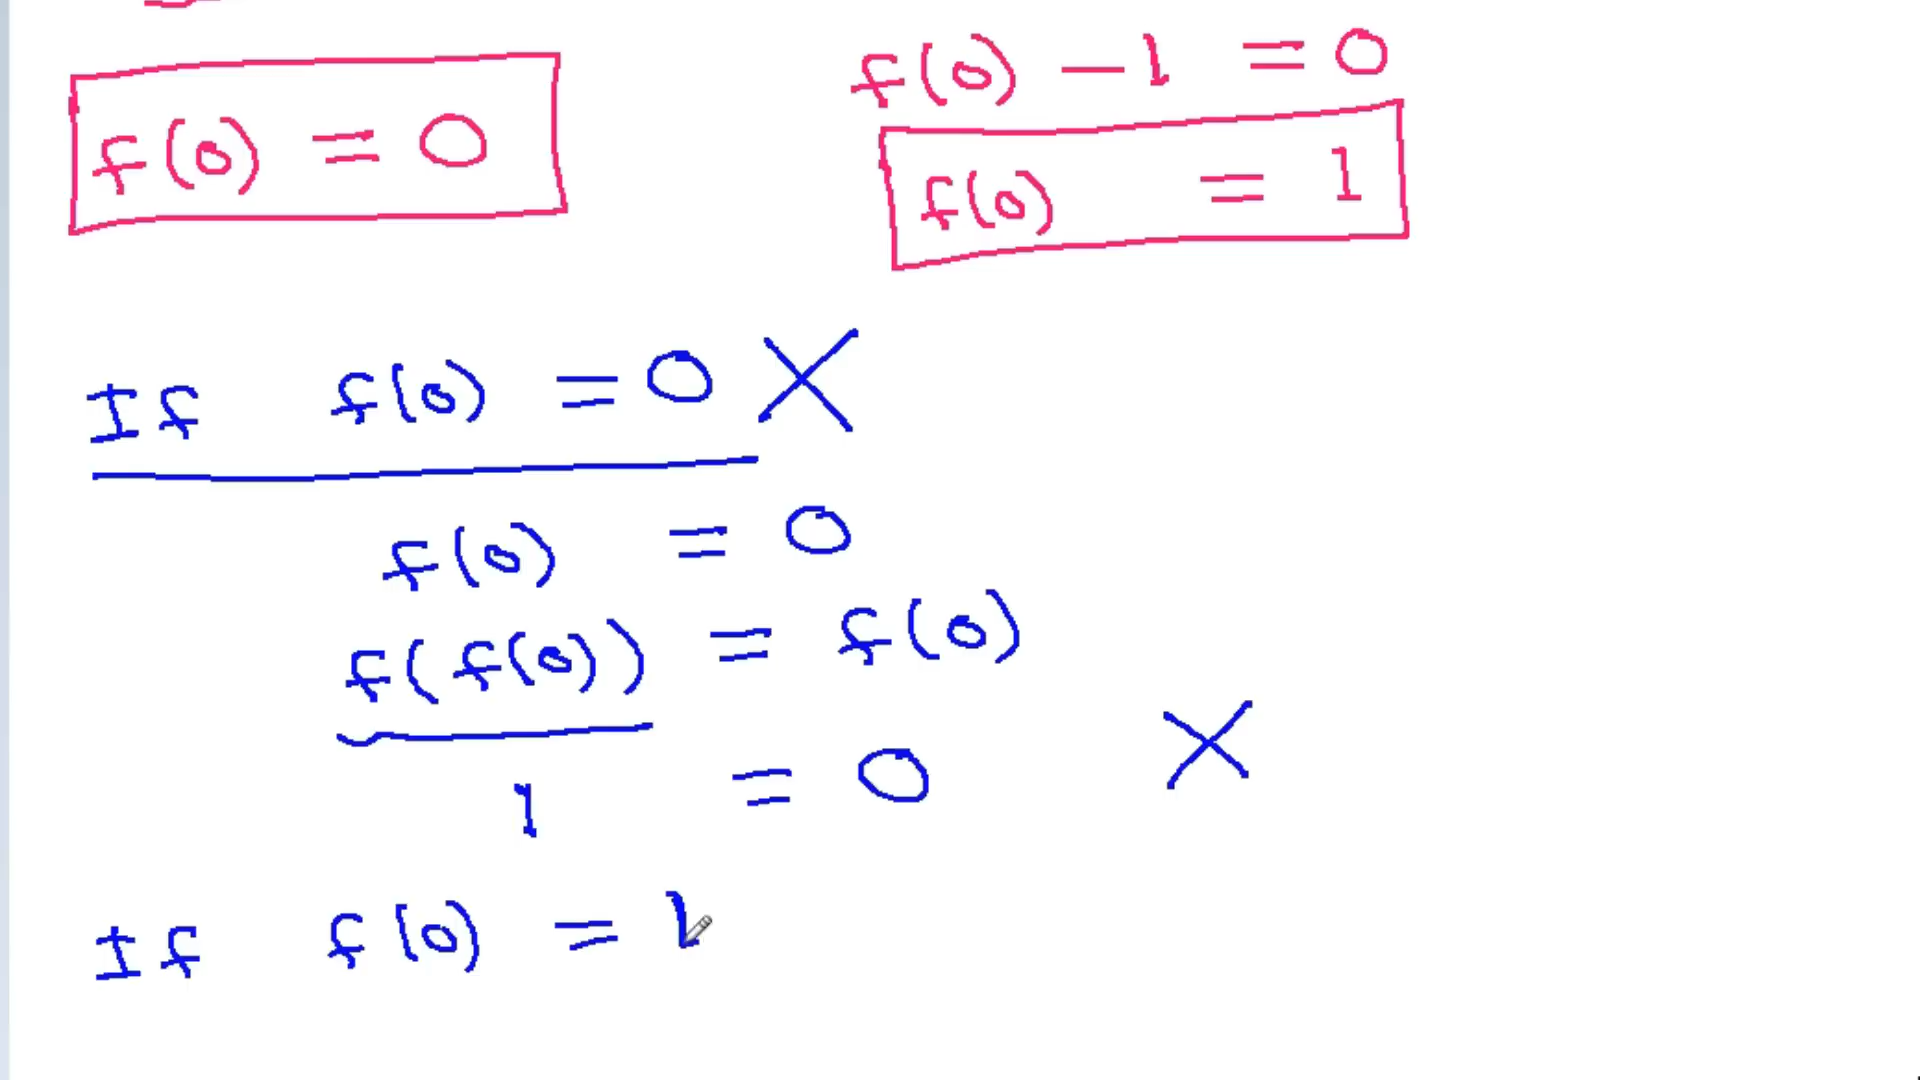 f(0) - 1 = 0
f(0) = 0
f(0) = 1
If f(0) = 0 X
f(0) = 0
f(f(0)) = f(0)
1 = 0 X
If f(0) = 1